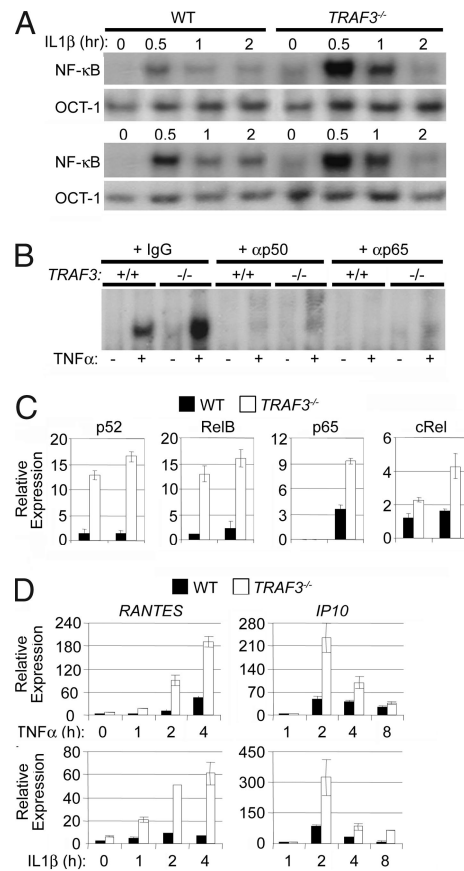 A
WT TRAF3-/-
IL1β (hr) 0 0.5 1 2 0 0.5 1 2
NF-κB
OCT-1
0 0.5 1 2 0 0.5 1 2
NF-κB
OCT-1
B
+ IgG + αp50 + αp65
TRAF3: +/+ -/- +/+ -/- +/+ -/-
TNFα: - + - + - + - + - + - +
C
WT TRAF3-/-
p52 RelB p65 cRel
Relative Expression
20 15 10 5 0
20 15 10 5 0
12 9 6 3 0
6 4 2 0
D
WT TRAF3-/-
RANTES IP10
Relative Expression
240 180 120 60 0
280 210 140 70 0
TNFα (h): 0 1 2 4 1 2 4 8
Relative Expression
80 60 40 20 0
450 300 150 0
IL1β (h): 0 1 2 4 1 2 4 8